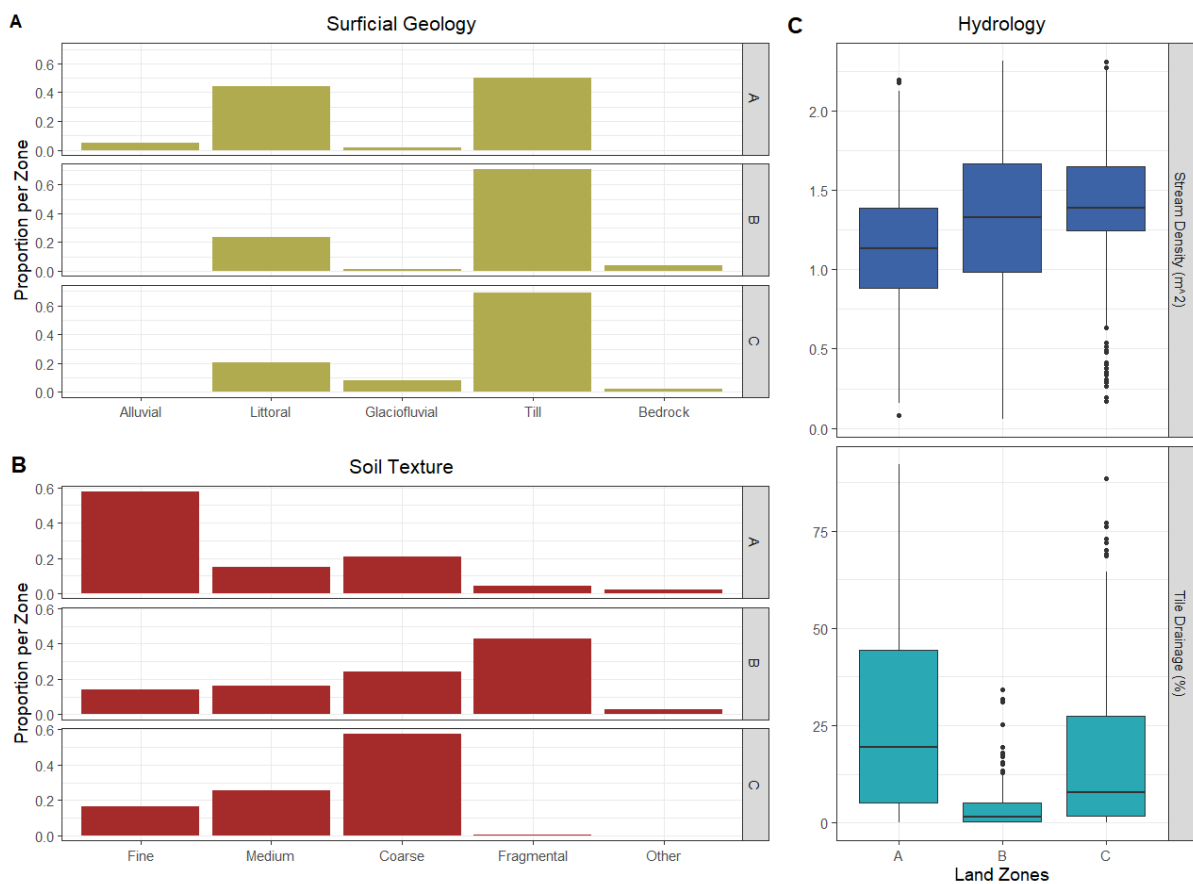 A
Surficial Geology
Proportion per Zone
0.6
0.4
0.2
0.0
A
0.6
0.4
0.2
0.0
B
0.6
0.4
0.2
0.0
C
Alluvial Littoral Glaciofluvial Till Bedrock
B
Soil Texture
Proportion per Zone
Proportion per Zone
0.6
0.4
0.2
0.0
A
0.6
0.4
0.2
0.0
B
0.6
0.4
0.2
0.0
C
Fine Medium Coarse Fragmental Other
C
Hydrology
2.0
1.5
1.0
0.5
0.0
Stream Density (m^2)
75
50
25
0
Tile Drainage (%)
A B C
Land Zones